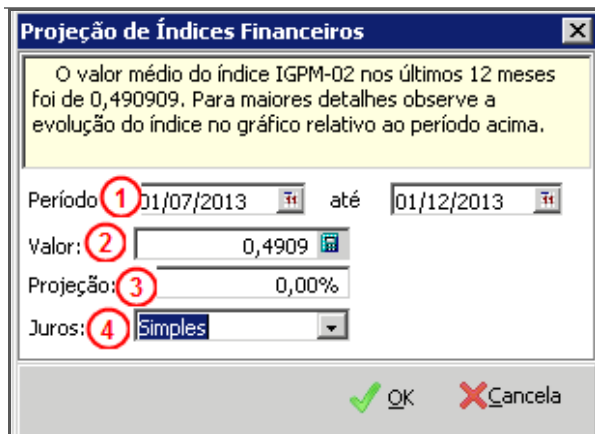 Projeção de Índices Financeiros
O valor médio do índice IGPM-02 nos últimos 12 meses
foi de 0,490909. Para maiores detalhes observe a
evolução do índice no gráfico relativo ao período acima.
Período 1 01/07/2013 até 01/12/2013
Valor: 2 0,4909
Projeção: 3 0,00%
Juros: 4 Simples
OK Cancela